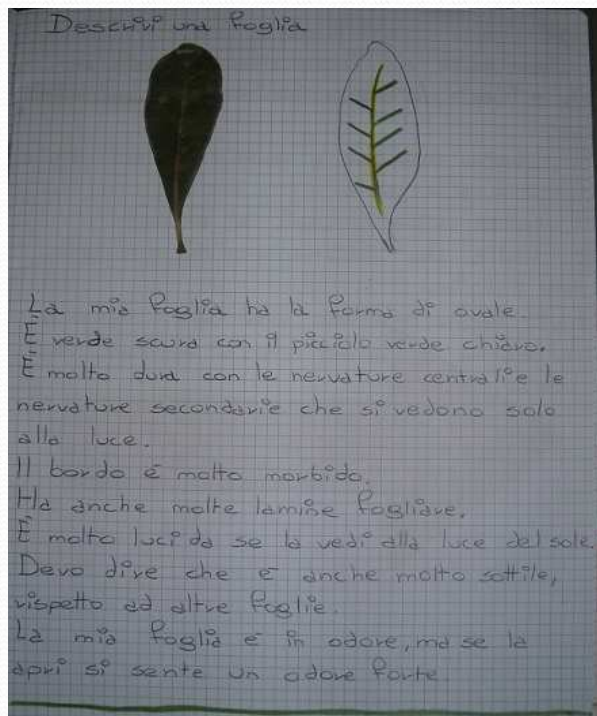 Descrivi una foglia
La mia foglia ha la forma di ovale.
È verde scura con il picciolo verde chiaro.
È molto dura con le nervature centrali e le
nervature secondarie che si vedono solo
alla luce.
Il bordo é molto morbido.
Ha anche molte lamine fogliare.
È molto lucida se la vedi alla luce del sole.
Devo dire che é anche molto sottile,
rispetto ad altre foglie.
La mia foglia é in odore, ma se la
apri si sente un odore forte.